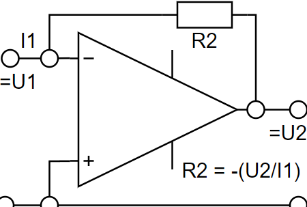 R2
I1
−
=U1
=U2
+
R2 = -(U2/I1)